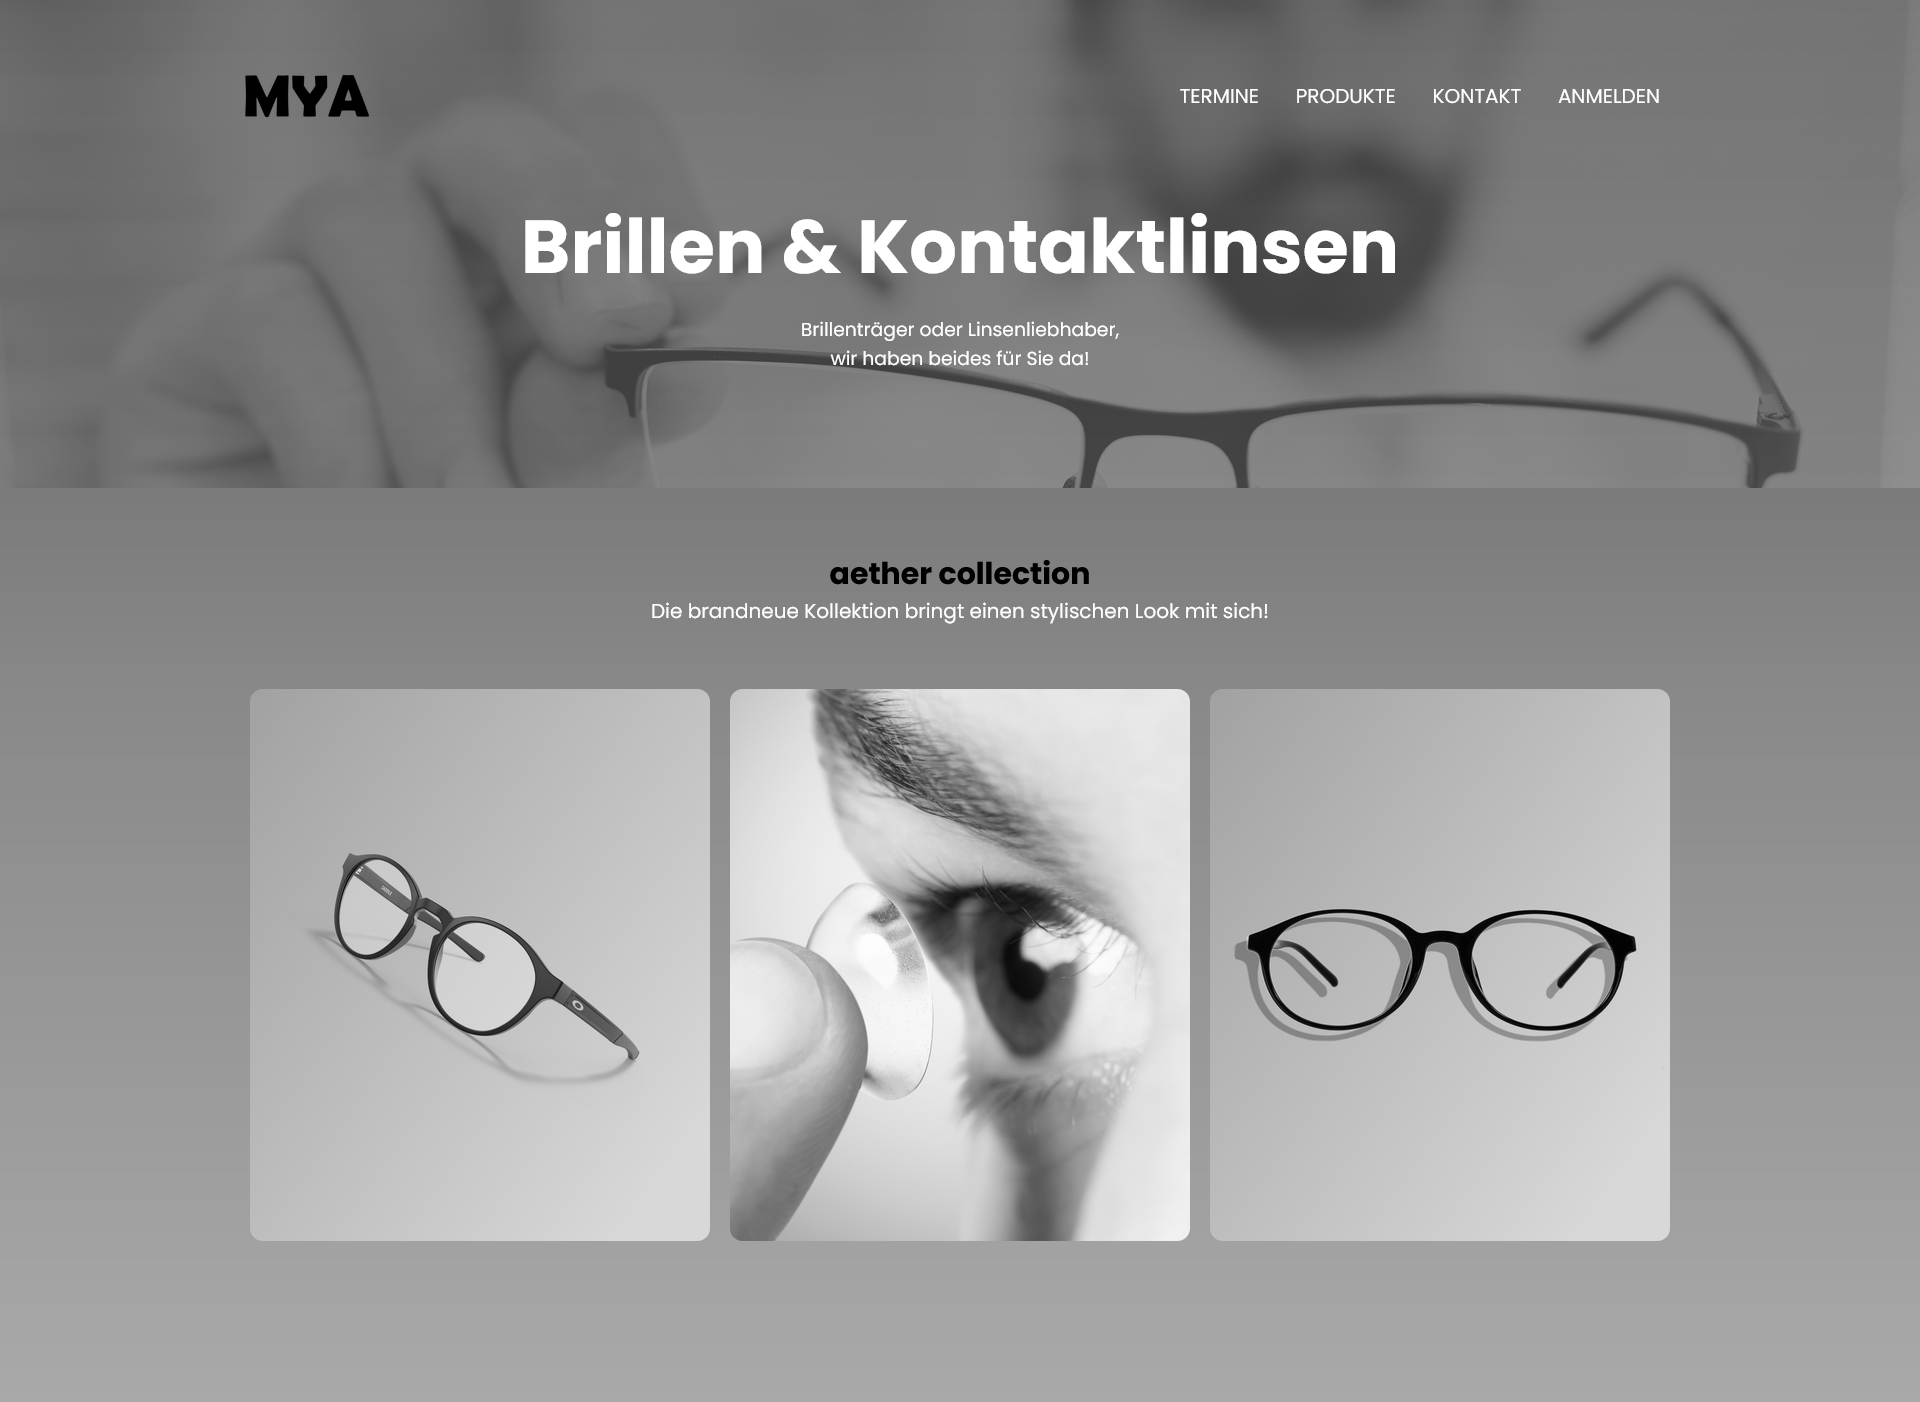 MYA
TERMINE PRODUKTE KONTAKT ANMELDEN
Brillen & Kontaktlinsen
Brillenträger oder Linsenliebhaber,
wir haben beides für Sie da!
aether collection
Die brandneue Kollektion bringt einen stylischen Look mit sich!